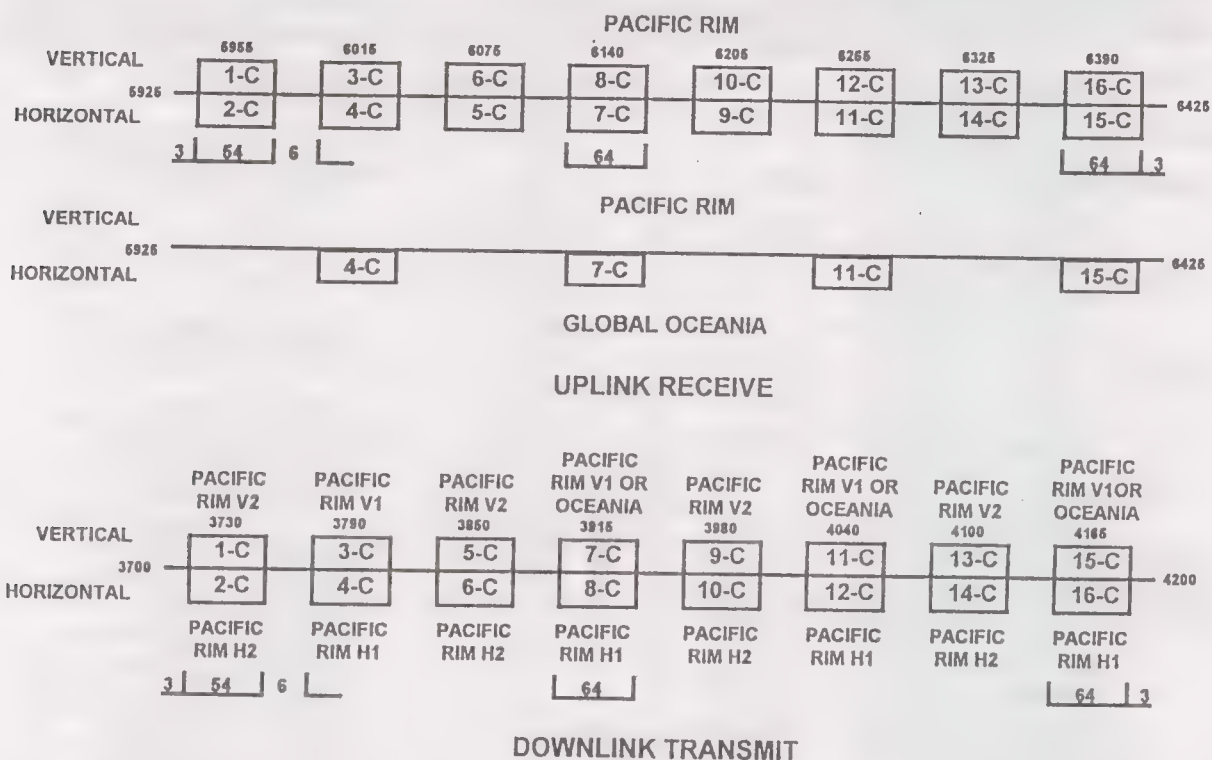 PACIFIC RIM
5955 6015 6075 6140 6205 6265 6325 6390
VERTICAL
1-C 3-C 6-C 8-C 10-C 12-C 13-C 16-C
5925 6425
HORIZONTAL
2-C 4-C 5-C 7-C 9-C 11-C 14-C 15-C
3 54 6 64 64 3
PACIFIC RIM
VERTICAL
5925 6425
HORIZONTAL
4-C 7-C 11-C 15-C
GLOBAL OCEANIA
UPLINK RECEIVE
PACIFIC RIM V2
PACIFIC RIM V1
PACIFIC RIM V2
PACIFIC RIM V1 OR OCEANIA
PACIFIC RIM V2
PACIFIC RIM V1 OR OCEANIA
PACIFIC RIM V2
PACIFIC RIM V1OR OCEANIA
3730 3790 3850 3915 3980 4040 4100 4165
VERTICAL
1-C 3-C 5-C 7-C 9-C 11-C 13-C 15-C
3700 4200
HORIZONTAL
2-C 4-C 6-C 8-C 10-C 12-C 14-C 16-C
PACIFIC RIM H2
PACIFIC RIM H1
PACIFIC RIM H2
PACIFIC RIM H1
PACIFIC RIM H2
PACIFIC RIM H1
PACIFIC RIM H2
PACIFIC RIM H1
3 54 6 64 64 3
DOWNLINK TRANSMIT